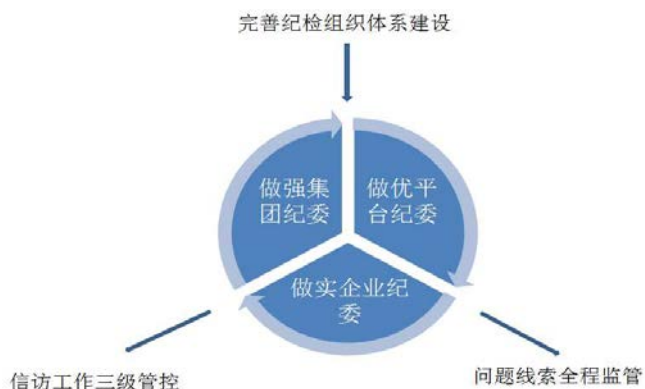 完善纪检组织体系建设
做强集
团纪委
做优平
台纪委
做实企业纪
委
信访工作三级管控
问题线索全程监管